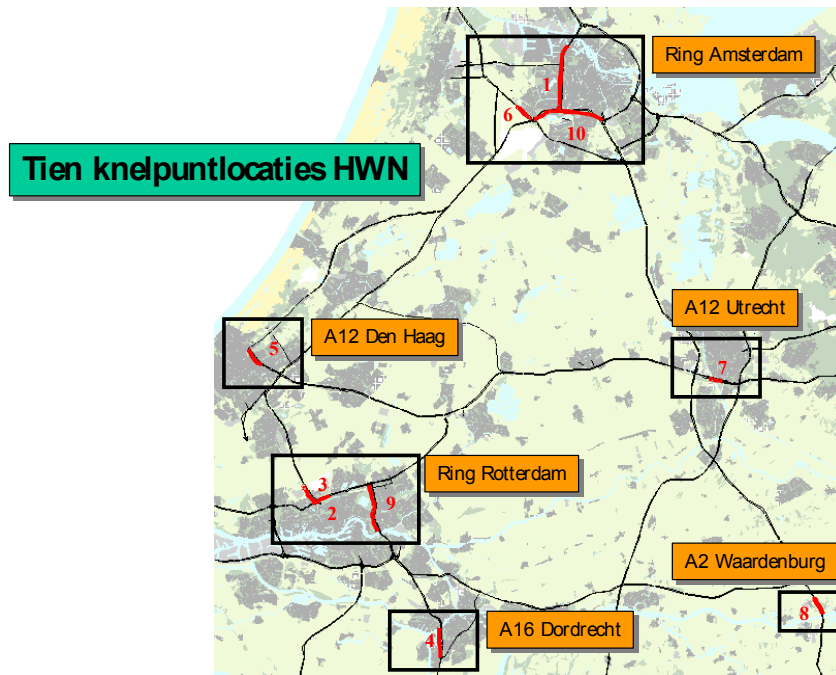 Ring Amsterdam
1
6
10
Tien knelpuntlocaties HWN
A12 Utrecht
A12 Den Haag
5
7
Ring Rotterdam
3
2
9
A2 Waardenburg
8
A16 Dordrecht
4